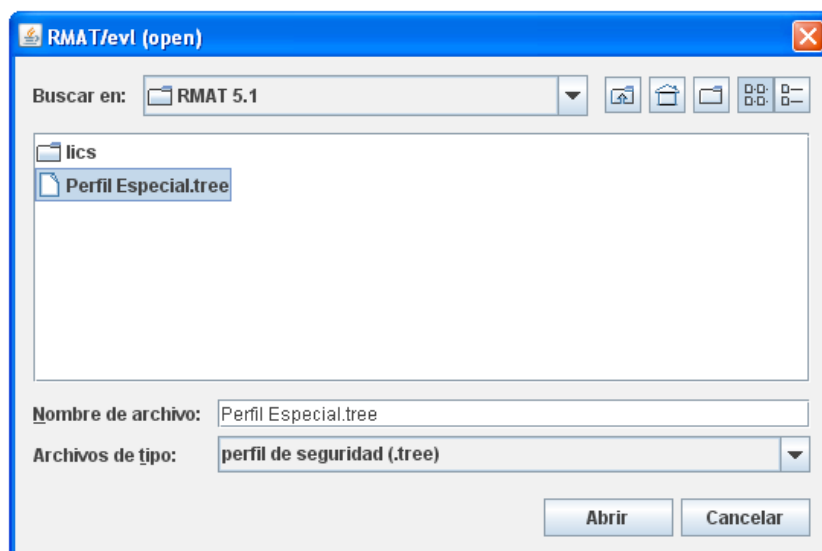 RMAT/evl (open)
Buscar en: RMAT 5.1
lics
Perfil Especial.tree
Nombre de archivo: Perfil Especial.tree
Archivos de tipo: perfil de seguridad (.tree)
Abrir Cancelar